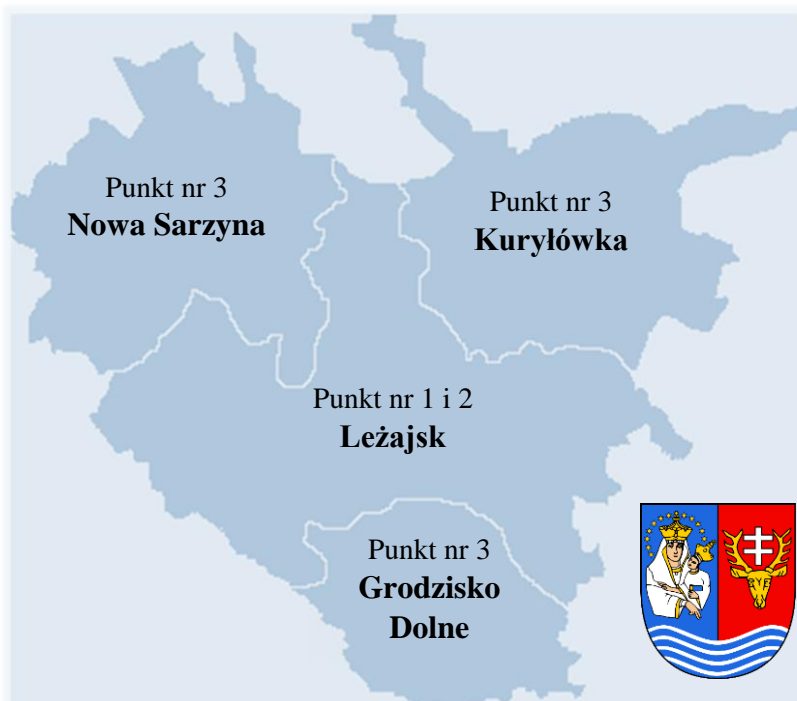 Punkt nr 3
Nowa Sarzyna
Punkt nr 3
Kuryłówka
Punkt nr 1 i 2
Leżajsk
Punkt nr 3
Grodzisko
Dolne